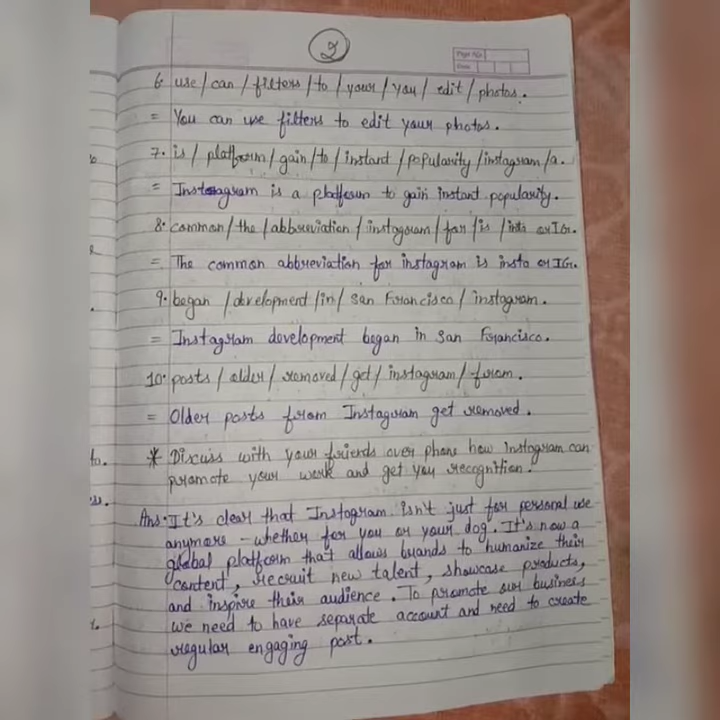 2
Page No.
Date
6. use / can / filters / to / your / you / edit / photos.
= You can use filters to edit your photos.
7. is / platform / gain / to / instant / popularity / instagram / a.
= Instagram is a platform to gain instant popularity.
8. common / the / abbreviation / instagram / for / is / insta or IG.
= The common abbreviation for instagram is insta or IG.
9. began / development / in / San Francisco / instagram.
= Instagram development began in San Francisco.
10. posts / older / removed / get / instagram / from.
= Older posts from Instagram get removed.
* Discuss with your friends over phone how Instagram can
promote your work and get you recognition.
Ans. It's clear that Instagram isn't just for personal use
anymore – whether for you or your dog. It's now a
global platform that allows brands to humanize their
content, recruit new talent, showcase products,
and inspire their audience. To promote our business
we need to have separate account and need to create
regular engaging post.
to.